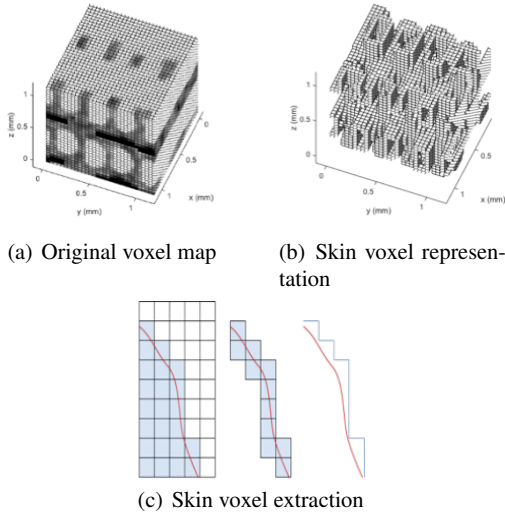 1
0.5
0
z (mm)
0
0.5
1
y (mm)
0
0.5
1
x (mm)
1
0.5
0
z (mm)
0
0.5
1
y (mm)
0
0.5
1
x (mm)
(a) Original voxel map
(b) Skin voxel represen-
tation
(c) Skin voxel extraction